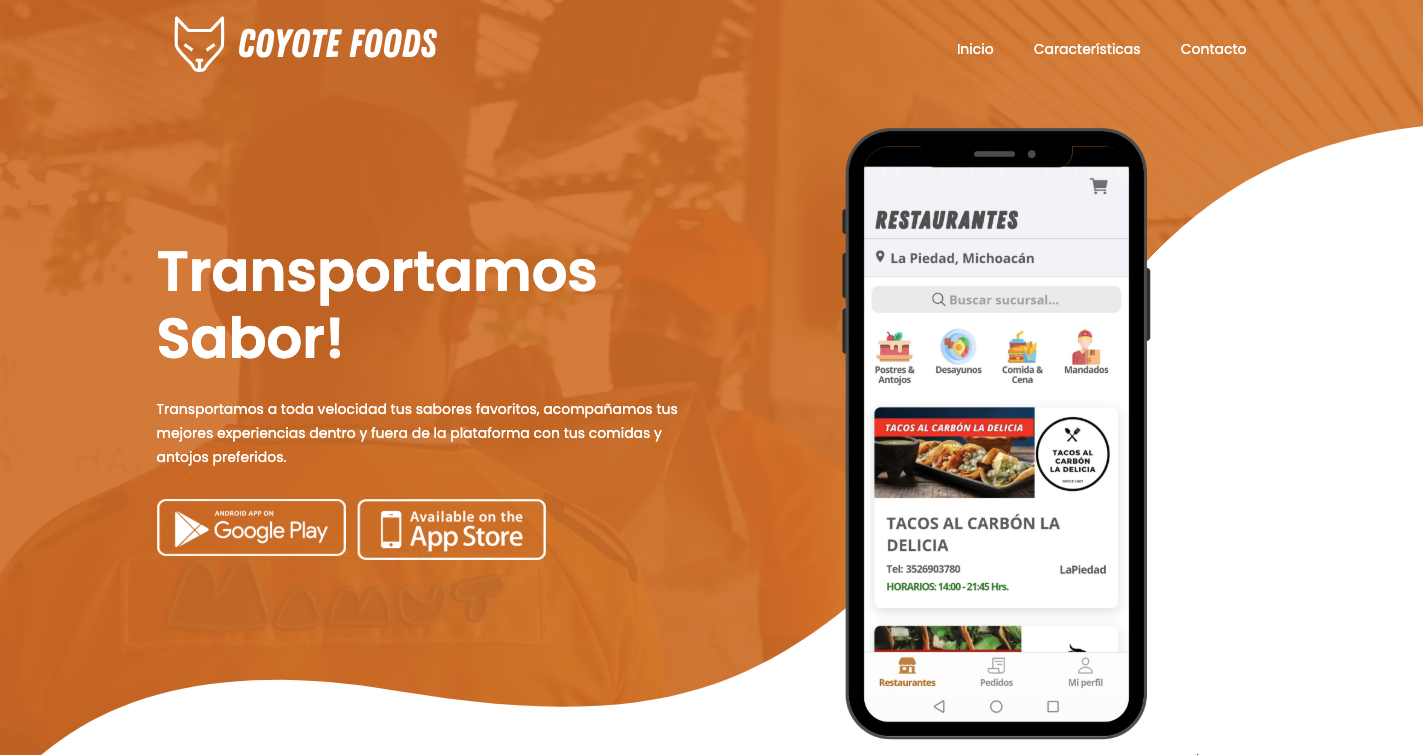 COYOTE FOODS
Inicio
Características
Contacto
Transportamos
Sabor!
Transportamos a toda velocidad tus sabores favoritos, acompañamos tus
mejores experiencias dentro y fuera de la plataforma con tus comidas y
antojos preferidos.
ANDROID APP ON
Google Play
Available on the
App Store
MAMUT
RESTAURANTES
La Piedad, Michoacán
Buscar sucursal...
Postres &
Antojos
Desayunos
Comida &
Cena
Mandados
TACOS AL CARBÓN LA DELICIA
TACOS AL
CARBÓN
LA DELICIA
TACOS AL CARBÓN LA
DELICIA
Tel: 3526903780
LaPiedad
HORARIOS: 14:00 - 21:45 Hrs.
Restaurantes
Pedidos
Mi perfil